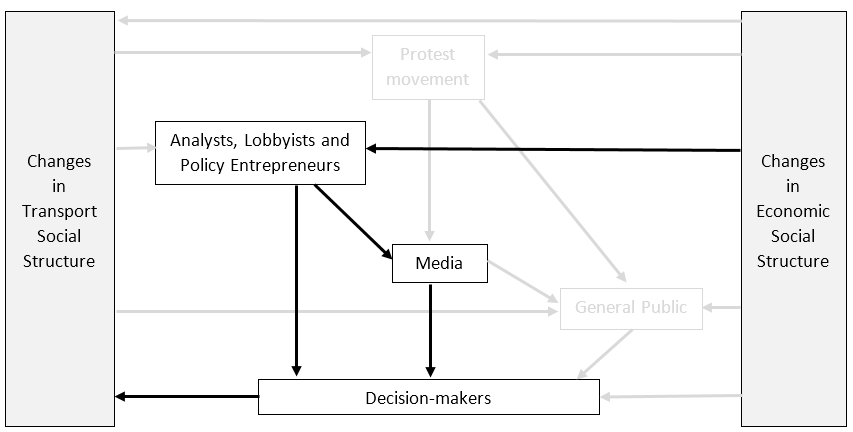 Protest
movement
Analysts, Lobbyists and
Policy Entrepreneurs
Changes
in
Transport
Social
Structure
Changes
in
Economic
Social
Structure
Media
General Public
Decision-makers